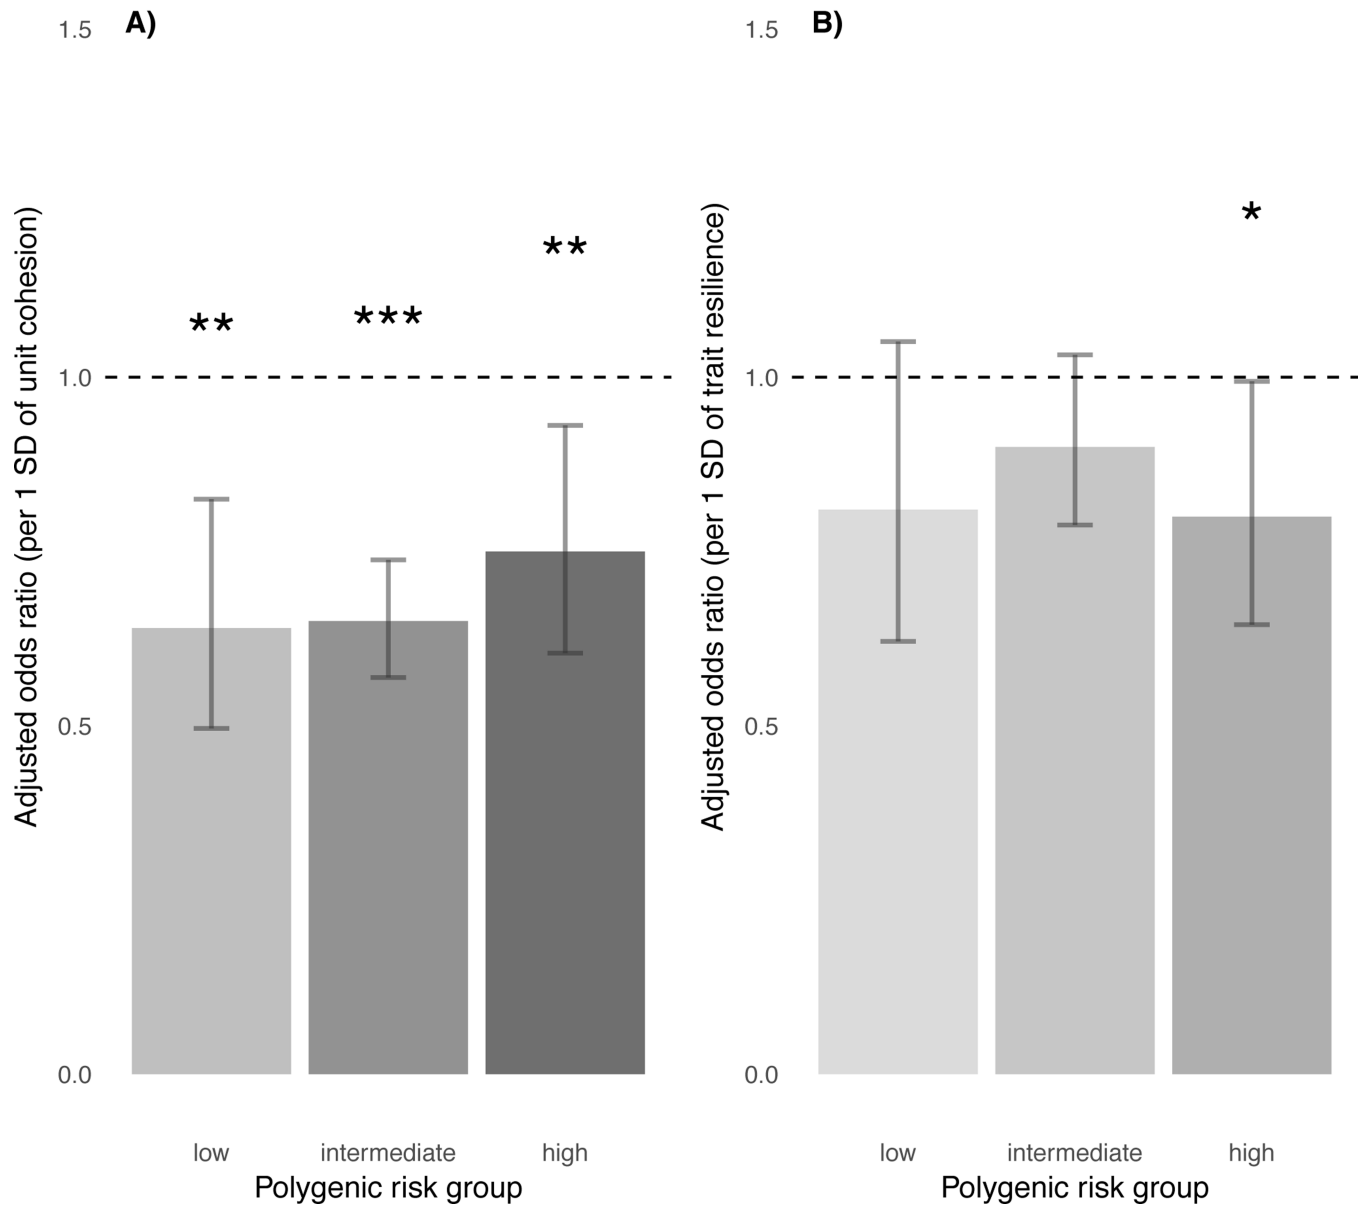 A)
Adjusted odds ratio (per 1 SD of unit cohesion)
1.5
1.0
0.5
0.0
**
***
**
low
intermediate
high
Polygenic risk group
B)
Adjusted odds ratio (per 1 SD of trait resilience)
1.5
1.0
0.5
0.0
*
low
intermediate
high
Polygenic risk group